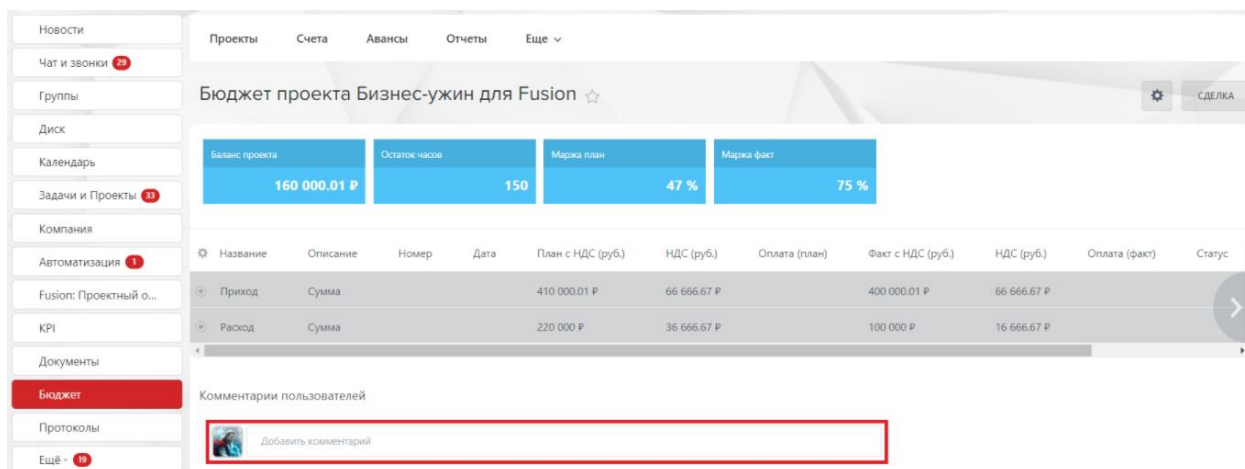 Новости
Чат и звонки 29
Группы
Диск
Календарь
Задачи и Проекты 33
Компания
Автоматизация 1
Fusion: Проектный о...
KPI
Документы
Бюджет
Протоколы
Ещё - 19
Проекты Счета Авансы Отчеты Еще
Бюджет проекта Бизнес-ужин для Fusion
СДЕЛКА
Баланс проекта Остаток часов Маржа план Маржа факт
160 000.01 ₽ 150 47 % 75 %
Название Описание Номер Дата План с НДС (руб.) НДС (руб.) Оплата (план) Факт с НДС (руб.) НДС (руб.) Оплата (факт) Статус
Приход Сумма 410 000.01 ₽ 66 666.67 ₽ 400 000.01 ₽ 66 666.67 ₽
Расход Сумма 220 000 ₽ 36 666.67 ₽ 100 000 ₽ 16 666.67 ₽
Комментарии пользователей
Добавить комментарий